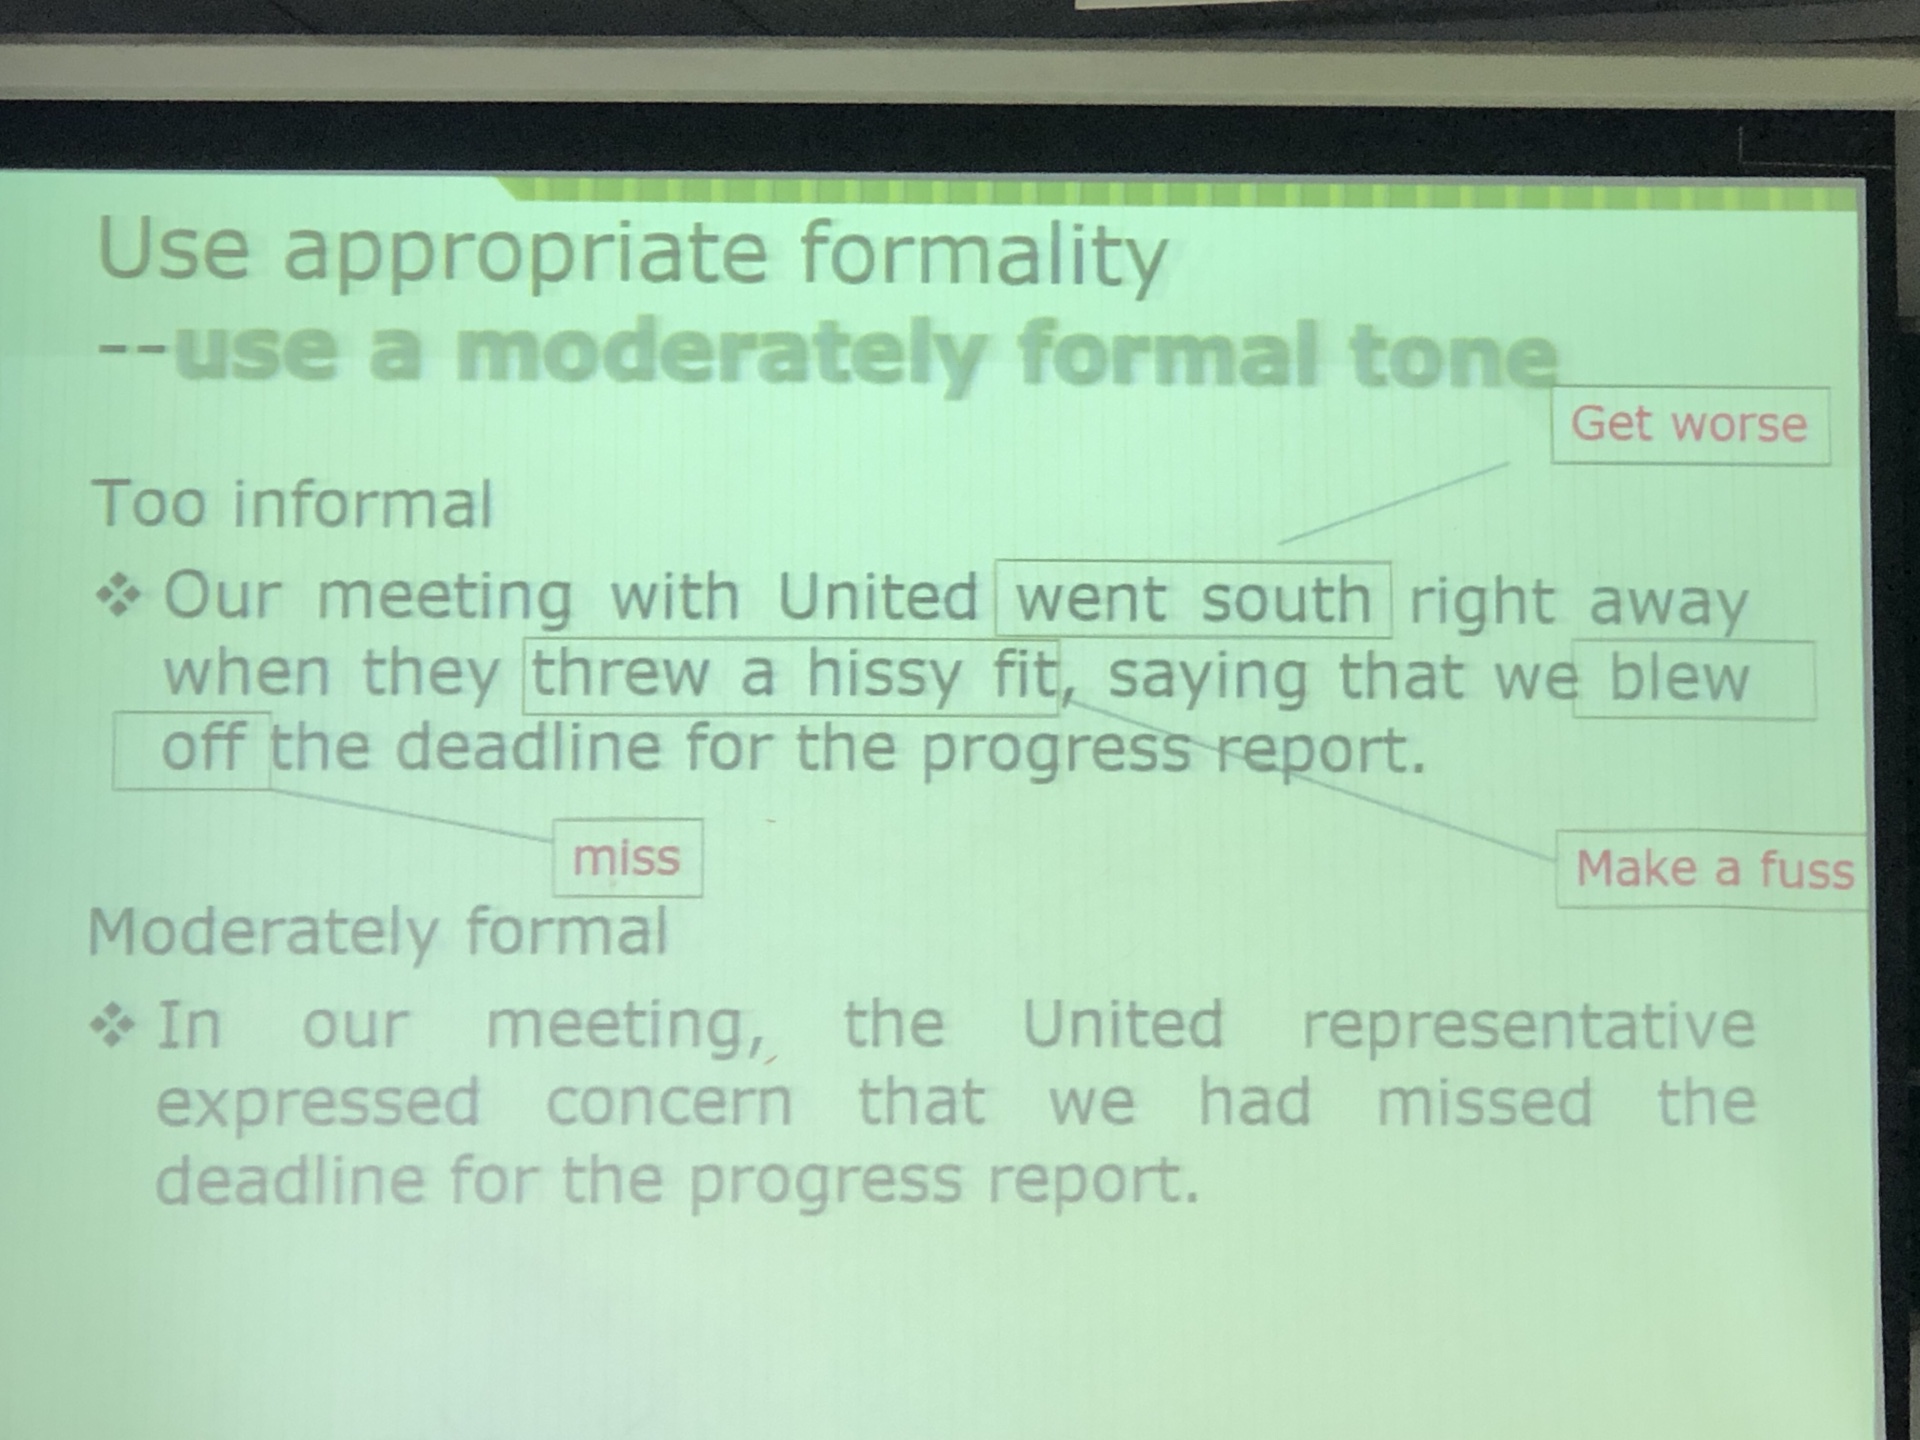 Use appropriate formality
--use a moderately formal tone
Get worse
Too informal
❖ Our meeting with United went south right away
when they threw a hissy fit, saying that we blew
off the deadline for the progress report.
miss
Make a fuss
Moderately formal
❖ In our meeting, the United representative
expressed concern that we had missed the
deadline for the progress report.